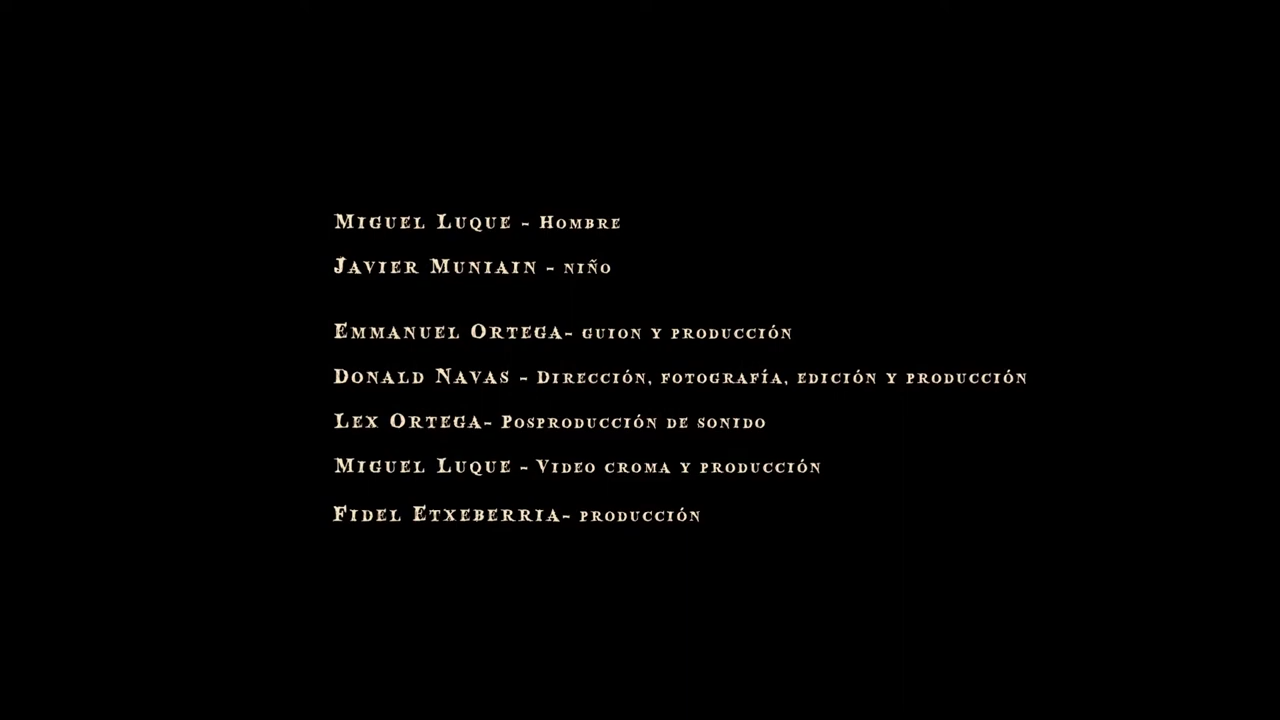 Miguel Luque - Hombre
Javier Muniain - niño
Emmanuel Ortega- guion y producción
Donald Navas - Dirección, fotografía, edición y producción
Lex Ortega- Posproducción de sonido
Miguel Luque - Video croma y producción
Fidel Etxeberria- producción